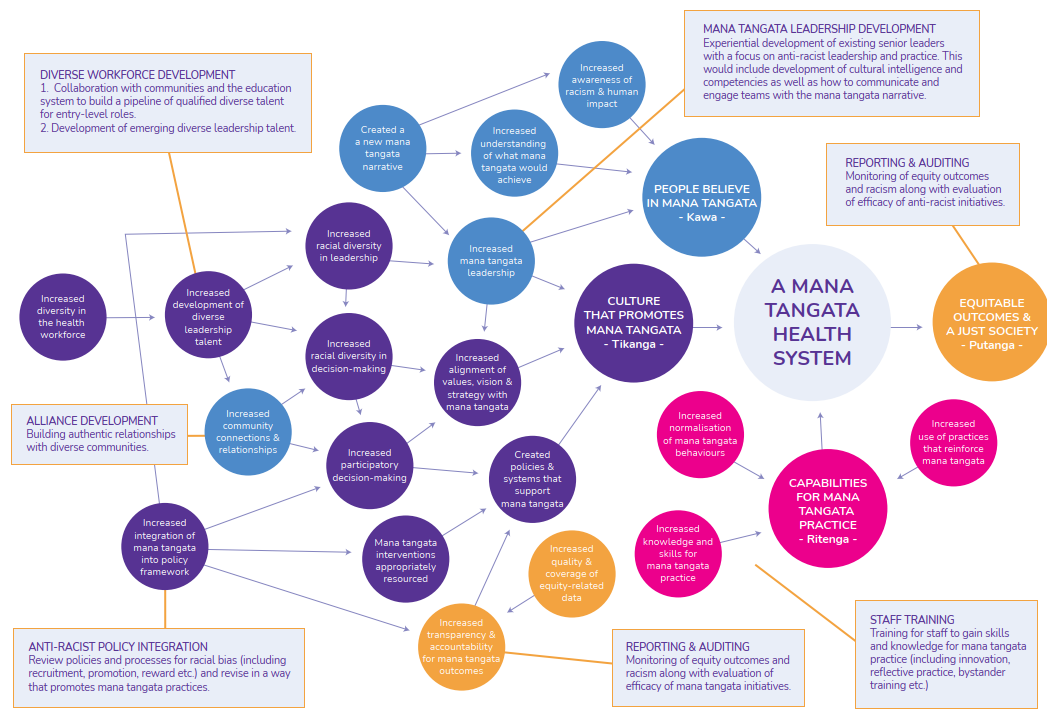 MANA TANGATA LEADERSHIP DEVELOPMENT
Experiential development of existing senior leaders
with a focus on anti-racist leadership and practice. This
would include development of cultural intelligence and
competencies as well as how to communicate and
engage teams with the mana tangata narrative.
DIVERSE WORKFORCE DEVELOPMENT
1.  Collaboration with communities and the education
system to build a pipeline of qualified diverse talent
for entry-level roles.
2. Development of emerging diverse leadership talent.
Increased
awareness of
racism & human
impact
Created a
a new mana
tangata
narrative
Increased
understanding
of what mana
tangata would
achieve
REPORTING & AUDITING
Monitoring of equity outcomes
and racism along with evaluation
of efficacy of anti-racist initiatives.
PEOPLE BELIEVE
IN MANA TANGATA
- Kawa -
Increased
racial diversity
in leadership
Increased
mana tangata
leadership
Increased
diversity in
the health
workforce
Increased
development of
diverse
leadership
talent
CULTURE
THAT PROMOTES
MANA TANGATA
- Tikanga -
A MANA
TANGATA
HEALTH
SYSTEM
EQUITABLE
OUTCOMES &
A JUST SOCIETY
- Putanga -
Increased
racial diversity in
decision-making
Increased
alignment of
values, vision &
strategy with
mana tangata
ALLIANCE DEVELOPMENT
Building authentic relationships
with diverse communities.
Increased
community
connections &
relationships
Increased
normalisation
of mana tangata
behaviours
Increased
use of practices
that reinforce
mana tangata
Increased
participatory
decision-making
Created
policies &
systems that
support
mana tangata
CAPABILITIES
FOR MANA
TANGATA
PRACTICE
- Ritenga -
Increased
integration of
mana tangata
into policy
framework
Mana tangata
interventions
appropriately
resourced
Increased
quality &
coverage of
equity-related
data
Increased
knowledge and
skills for
mana tangata
practice
Increased
transparency &
accountability
for mana tangata
outcomes
ANTI-RACIST POLICY INTEGRATION
Review policies and processes for racial bias (including
recruitment, promotion, reward etc.) and revise in a way
that promotes mana tangata practices.
REPORTING & AUDITING
Monitoring of equity outcomes and
racism along with evaluation of
efficacy of mana tangata initiatives.
STAFF TRAINING
Training for staff to gain skills
and knowledge for mana tangata
practice (including innovation,
reflective practice, bystander
training etc.)